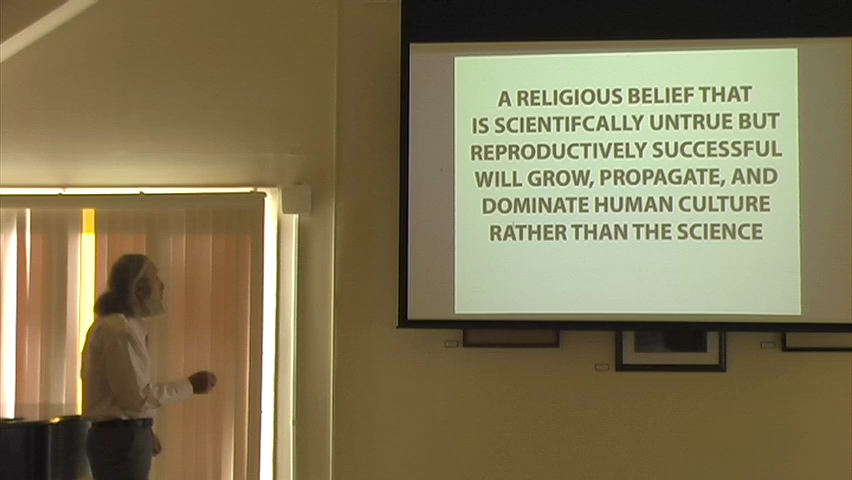 A RELIGIOUS BELIEF THAT
IS SCIENTIFCALLY UNTRUE BUT
REPRODUCTIVELY SUCCESSFUL
WILL GROW, PROPAGATE, AND
DOMINATE HUMAN CULTURE
RATHER THAN THE SCIENCE